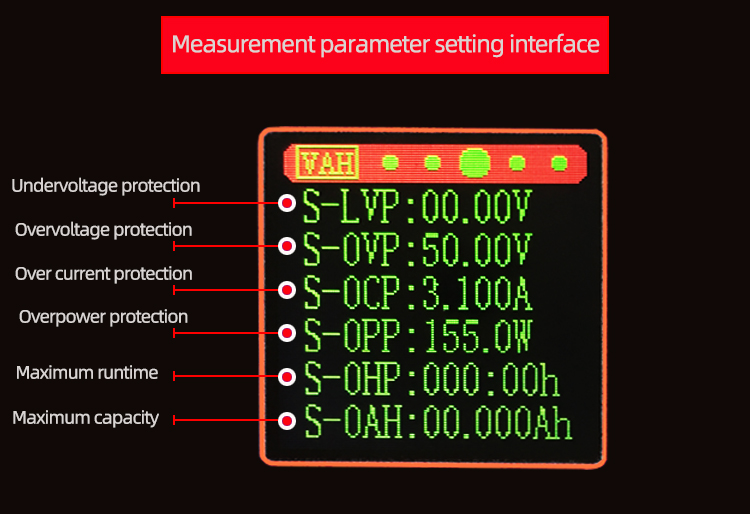 Measurement parameter setting interface
VAH
Undervoltage protection
S-LVP:00.00V
Overvoltage protection
S-OVP:50.00V
Over current protection
S-OCP:3.100A
Overpower protection
S-OPP:155.0W
Maximum runtime
S-OHP:000:00h
Maximum capacity
S-OAH:00.000Ah